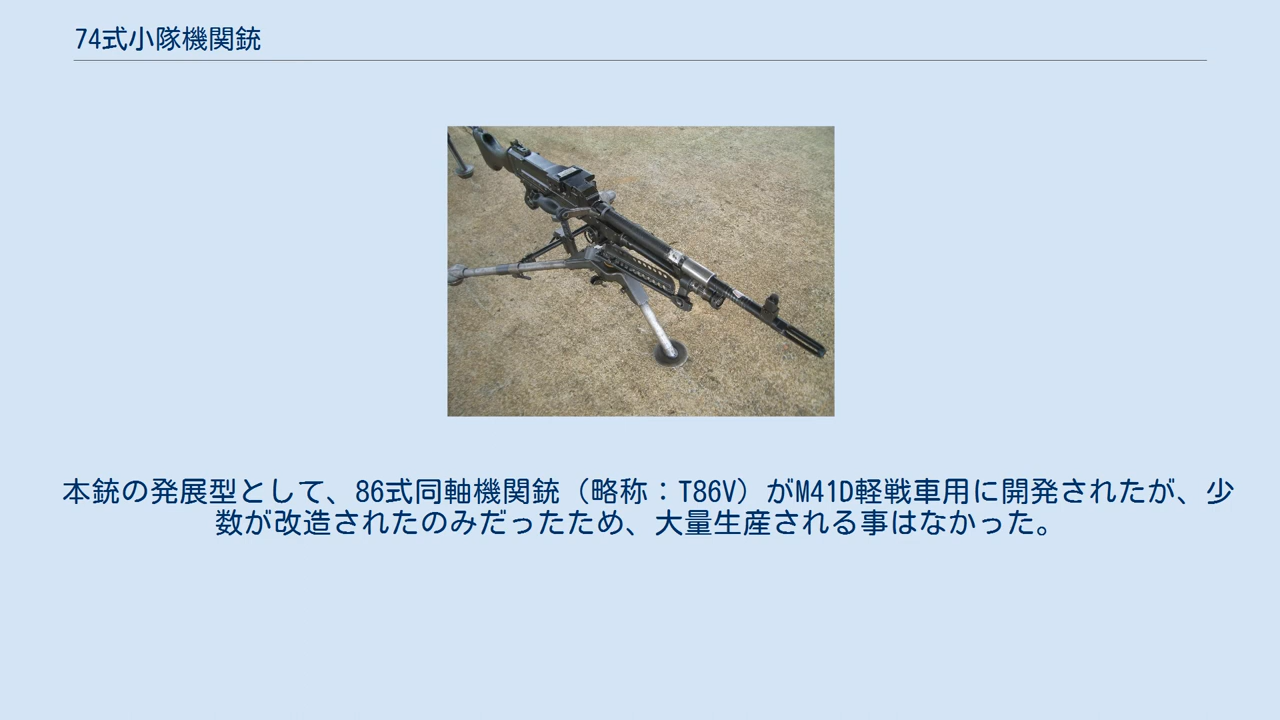 74式小隊機関銃
本銃の発展型として、86式同軸機関銃（略称：T86V）がM41D軽戦車用に開発されたが、少
数が改造されたのみだったため、大量生産される事はなかった。